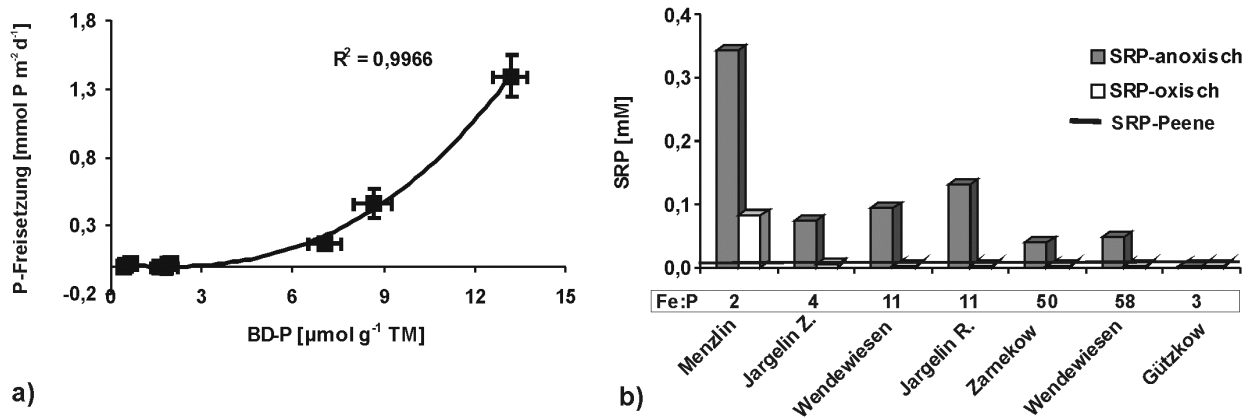 1,8
1,3
0,8
0,3
-0,2
P-Freisetzung [mmol P m⁻² d⁻¹]
R² = 0,9966
0 3 6 9 12 15
BD-P [µmol g⁻¹ TM]
a)
0,4
0,3
0,2
0,1
0,0
SRP [mM]
SRP-anoxisch
SRP-oxisch
SRP-Peene
Fe:P 2 4 11 11 50 58 3
Menzlin
Jargelin Z.
Wendewiesen
Jargelin R.
Zarnekow
Wendewiesen
Gützkow
b)